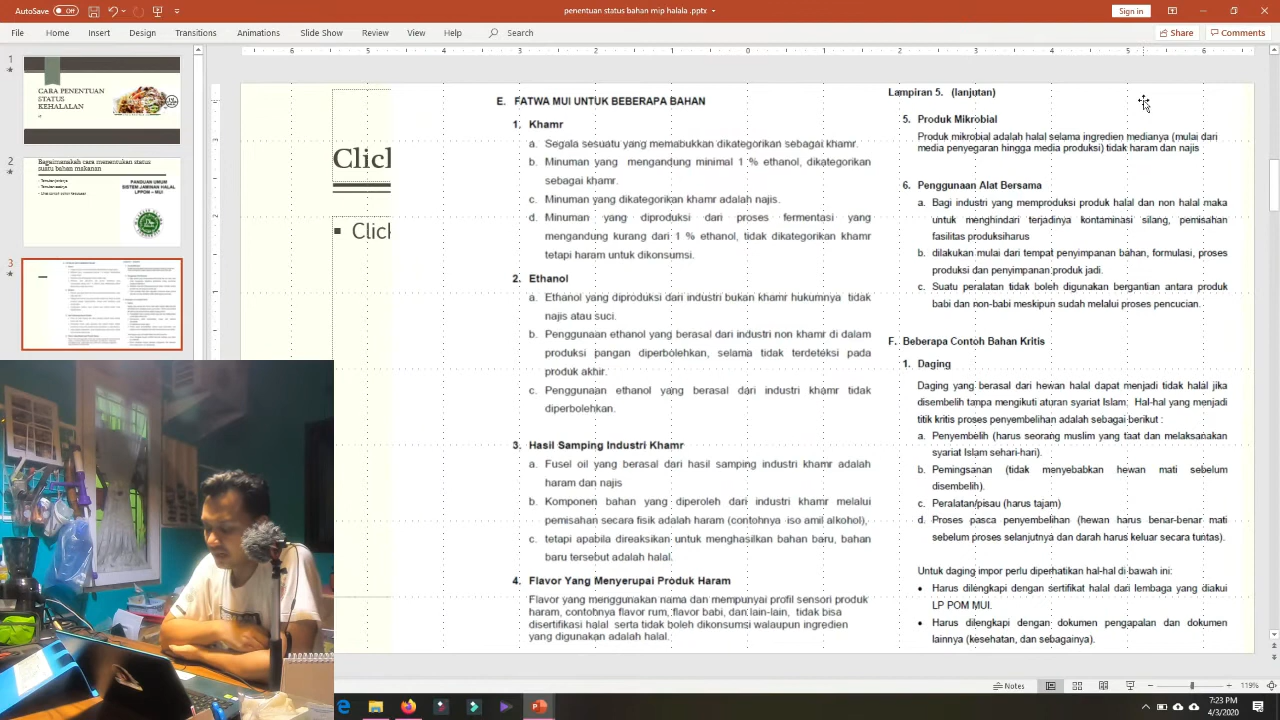 AutoSave Off
penentuan status bahan mip halal .pptx
Sign in
File Home Insert Design Transitions Animations Slide Show Review View Help Search
Share Comments
6 5 4 3 2 1 0 1 2 3 4 5 6
CARA PENENTUAN
STATUS
KEHALALAN
Bagaimanakah cara menentukan status
suatu bahan makanan
PANDUAN UMUM
SISTEM JAMINAN HALAL
LPPOM – MUI
Click
Click
E. FATWA MUI UNTUK BEBERAPA BAHAN
1. Khamr
a. Segala sesuatu yang memabukkan dikategorikan sebagai khamr.
b. Minuman yang mengandung minimal 1 % ethanol, dikategorikan
sebagai khamr.
c. Minuman yang dikategorikan khamr adalah najis.
d. Minuman yang diproduksi dari proses fermentasi yang
mengandung kurang dari 1 % ethanol, tidak dikategorikan khamr
tetapi haram untuk dikonsumsi.
2. Ethanol
a. Ethanol yang diproduksi dari industri bukan khamr hukumnya tidak
najis atau suci.
b. Penggunaan ethanol yang berasal dari industri non khamr di dalam
produksi pangan diperbolehkan, selama tidak terdeteksi pada
produk akhir.
c. Penggunaan ethanol yang berasal dari industri khamr tidak
diperbolehkan.
3. Hasil Samping Industri Khamr
a. Fusel oil yang berasal dari hasil samping industri khamr adalah
haram dan najis
b. Komponen bahan yang diperoleh dari industri khamr melalui
pemisahan secara fisik adalah haram (contohnya iso amil alkohol),
c. tetapi apabila direaksikan untuk menghasilkan bahan baru, bahan
baru tersebut adalah halal.
4. Flavor Yang Menyerupai Produk Haram
Flavor yang menggunakan nama dan mempunyai profil sensori produk
haram, contohnya flavor rum, flavor babi, dan lain-lain, tidak bisa
disertifikasi halal serta tidak boleh dikonsumsi walaupun ingredien
yang digunakan adalah halal.
Lampiran 5. (lanjutan)
5. Produk Mikrobial
Produk mikrobial adalah halal selama ingredien medianya (mulai dari
media penyegaran hingga media produksi) tidak haram dan najis .
6. Penggunaan Alat Bersama
a. Bagi industri yang memproduksi produk halal dan non halal maka
untuk menghindari terjadinya kontaminasi silang, pemisahan
fasilitas produksiharus
b. dilakukan mulai dari tempat penyimpanan bahan, formulasi, proses
produksi dan penyimpanan produk jadi.
c. Suatu peralatan tidak boleh digunakan bergantian antara produk
babi dan non-babi meskipun sudah melalui proses pencucian.
F. Beberapa Contoh Bahan Kritis
1. Daging
Daging yang berasal dari hewan halal dapat menjadi tidak halal jika
disembelih tanpa mengikuti aturan syariat Islam; Hal-hal yang menjadi
titik kritis proses penyembelihan adalah sebagai berikut :
a. Penyembelih (harus seorang muslim yang taat dan melaksanakan
syariat Islam sehari-hari).
b. Pemingsanan (tidak menyebabkan hewan mati sebelum
disembelih).
c. Peralatan/pisau (harus tajam)
d. Proses pasca penyembelihan (hewan harus benar-benar mati
sebelum proses selanjutnya dan darah harus keluar secara tuntas).
Untuk daging impor perlu diperhatikan hal-hal di bawah ini:
• Harus dilengkapi dengan sertifikat halal dari lembaga yang diakui
LP POM MUI.
• Harus dilengkapi dengan dokumen pengapalan dan dokumen
lainnya (kesehatan, dan sebagainya).
Notes
119%
7:23 PM
4/3/2020